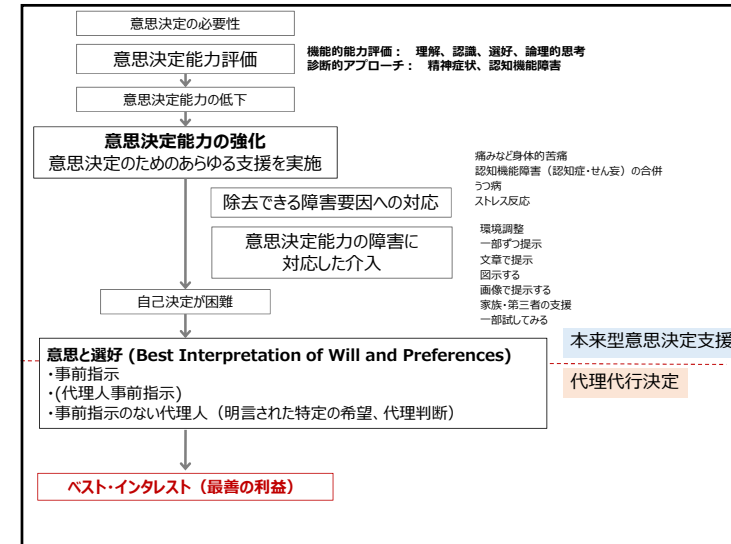 意思決定の必要性
意思決定能力評価
機能的能力評価： 理解、認識、選好、論理的思考
診断的アプローチ： 精神症状、認知機能障害
意思決定能力の低下
意思決定能力の強化
意思決定のためのあらゆる支援を実施
痛みなど身体的苦痛
認知機能障害（認知症・せん妄）の合併
うつ病
ストレス反応
除去できる障害要因への対応
意思決定能力の障害に
対応した介入
環境調整
一部ずつ提示
文章で提示
図示する
画像で提示する
家族・第三者の支援
一部試してみる
自己決定が困難
本来型意思決定支援
意思と選好 (Best Interpretation of Will and Preferences)
・事前指示
・(代理人事前指示)
・事前指示のない代理人（明言された特定の希望、代理判断）
代理代行決定
ベスト・インタレスト（最善の利益）